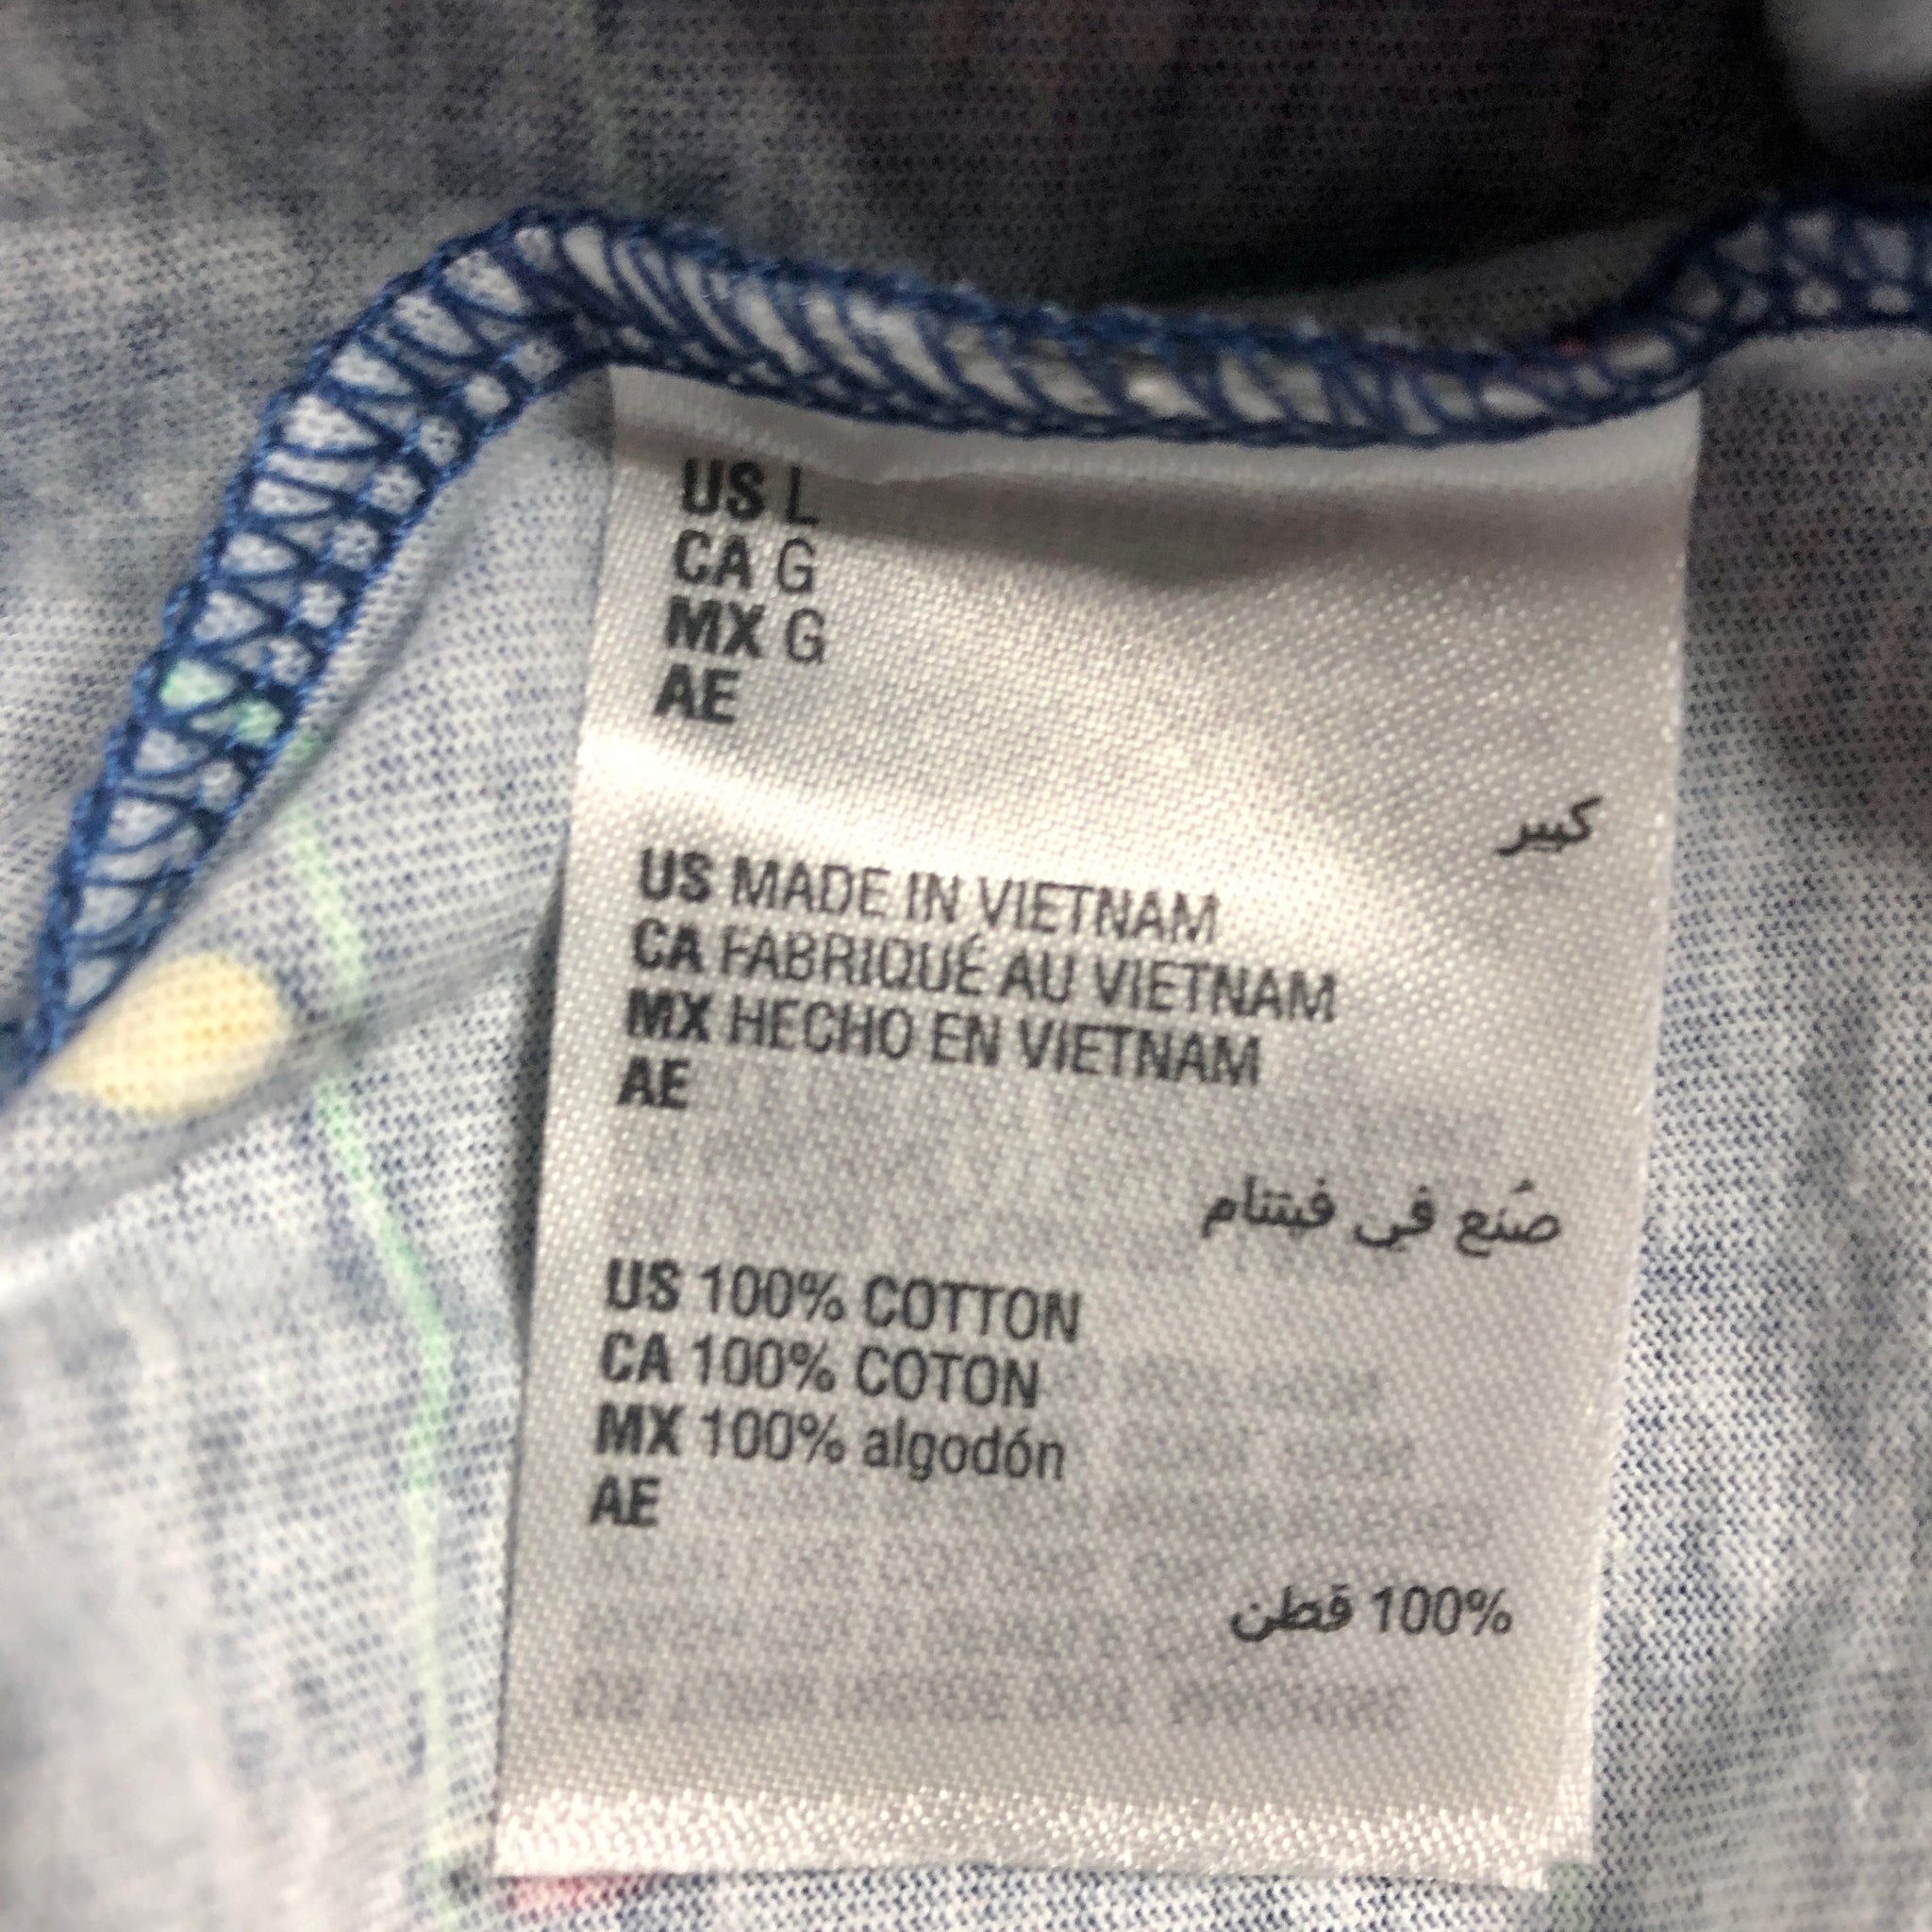 US L
CA G
MX G
AE
كبير
US MADE IN VIETNAM
CA FABRIQUÉ AU VIETNAM
MX HECHO EN VIETNAM
AE
صُنع في فيتنام
US 100% COTTON
CA 100% COTON
MX 100% algodón
AE
100% قطن